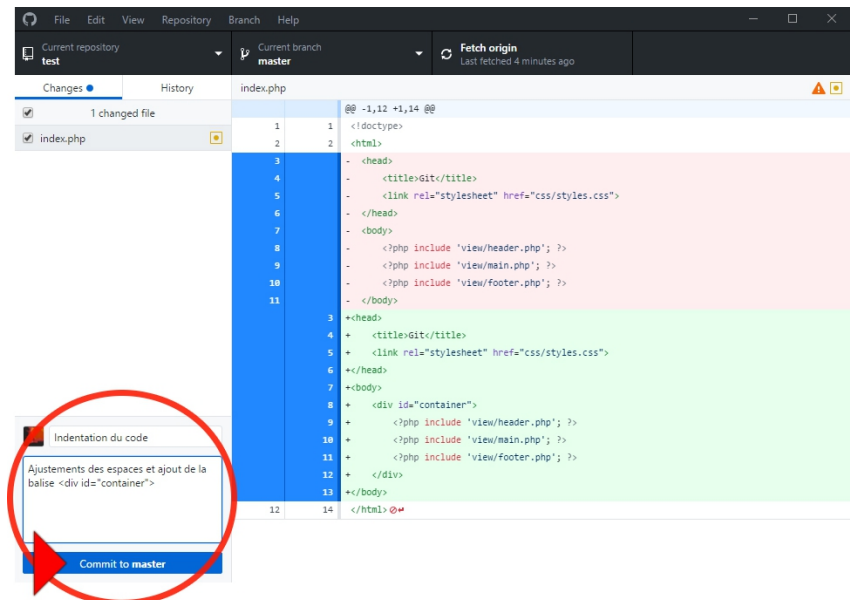 File Edit View Repository Branch Help
Current repository
test
Current branch
master
Fetch origin
Last fetched 4 minutes ago
Changes History
index.php
1 changed file
index.php
@@ -1,12 +1,14 @@
1 1 <!doctype>
2 2 <html>
3 - <head>
4 - <title>Git</title>
5 - <link rel="stylesheet" href="css/styles.css">
6 - </head>
7 - <body>
8 - <?php include 'view/header.php'; ?>
9 - <?php include 'view/main.php'; ?>
10 - <?php include 'view/footer.php'; ?>
11 - </body>
3 +<head>
4 + <title>Git</title>
5 + <link rel="stylesheet" href="css/styles.css">
6 +</head>
7 +<body>
8 + <div id="container">
9 + <?php include 'view/header.php'; ?>
10 + <?php include 'view/main.php'; ?>
11 + <?php include 'view/footer.php'; ?>
12 + </div>
13 +</body>
12 14 </html>
Indentation du code
Ajustements des espaces et ajout de la
balise <div id="container">
Commit to master